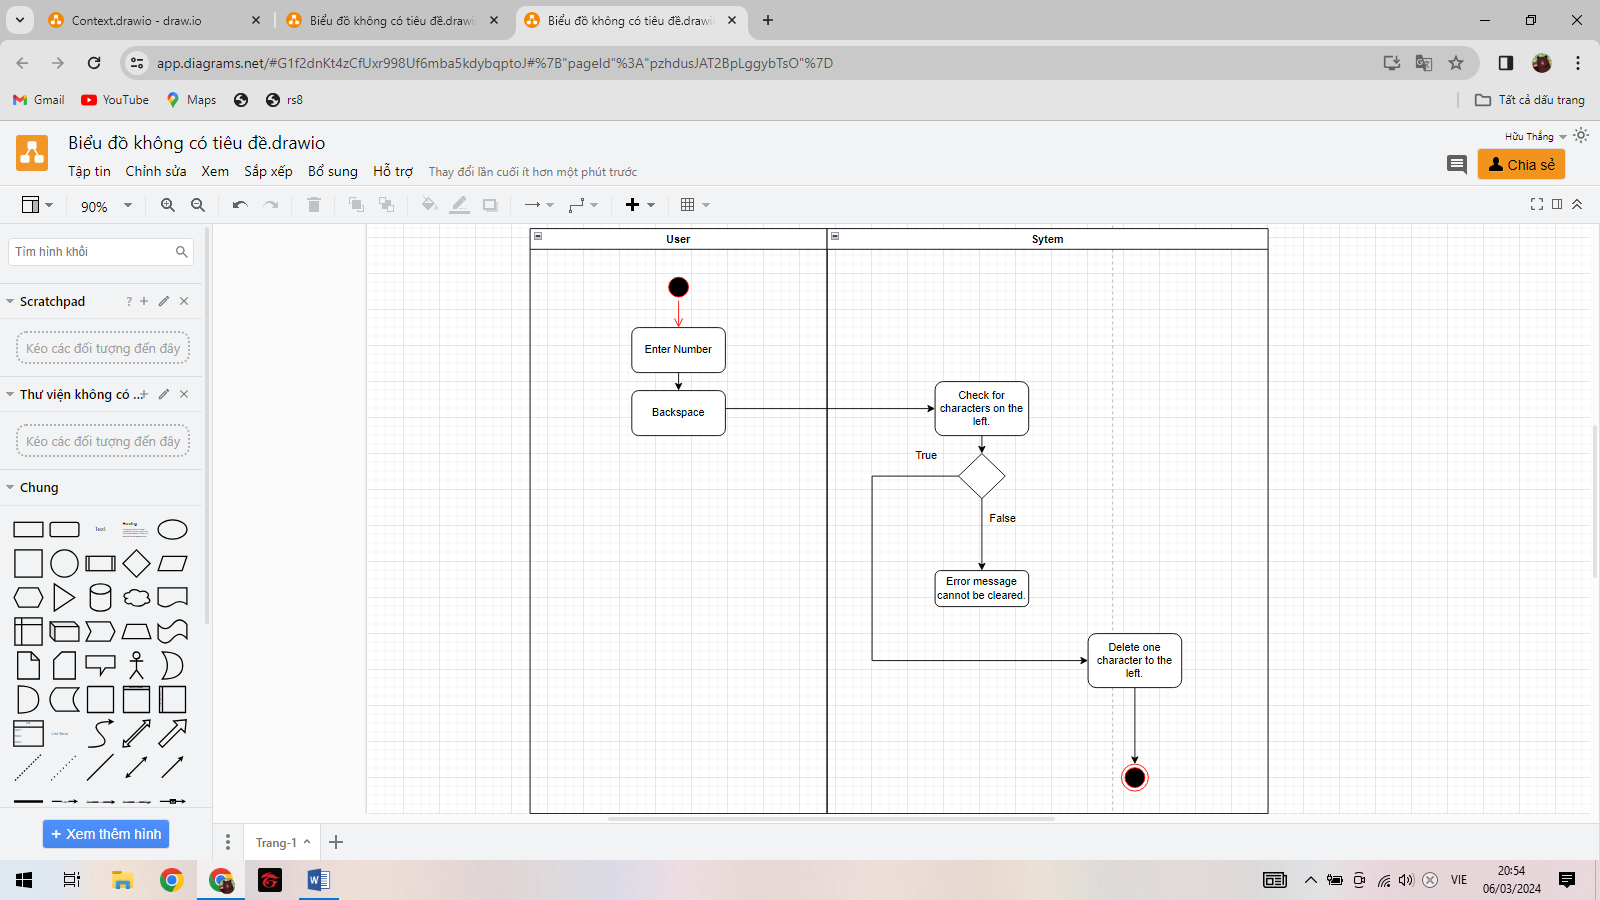 Context.drawio - draw.io
Biểu đồ không có tiêu đề.drawio
Biểu đồ không có tiêu đề.drawio
app.diagrams.net/#G1f2dnKt4zCfUxr998Uf6mba5kdybqptoJ#%7B"pageId"%3A"pzhdusJAT2BpLggybTsO"%7D
Gmail
YouTube
Maps
rs8
Tất cả dấu trang
Biểu đồ không có tiêu đề.drawio
Hữu Thắng
Tập tin Chỉnh sửa Xem Sắp xếp Bổ sung Hỗ trợ Thay đổi lần cuối ít hơn một phút trước
Chia sẻ
90%
Tìm hình khối
Scratchpad
?
Kéo các đối tượng đến đây
Thư viện không có ...
Kéo các đối tượng đến đây
Chung
Text
Heading
List Item
+ Xem thêm hình
User
Sytem
Enter Number
Backspace
Check for
characters on the
left.
True
False
Error message
cannot be cleared.
Delete one
character to the
left.
Trang-1
VIE
20:54
06/03/2024